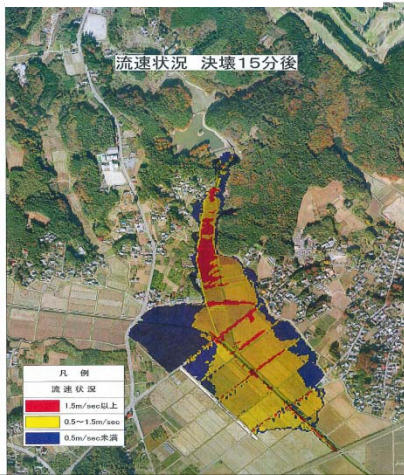 流速状況 決壊15分後
凡 例
流 速 状 況
1.5m/sec以上
0.5～1.5m/sec
0.5m/sec未満